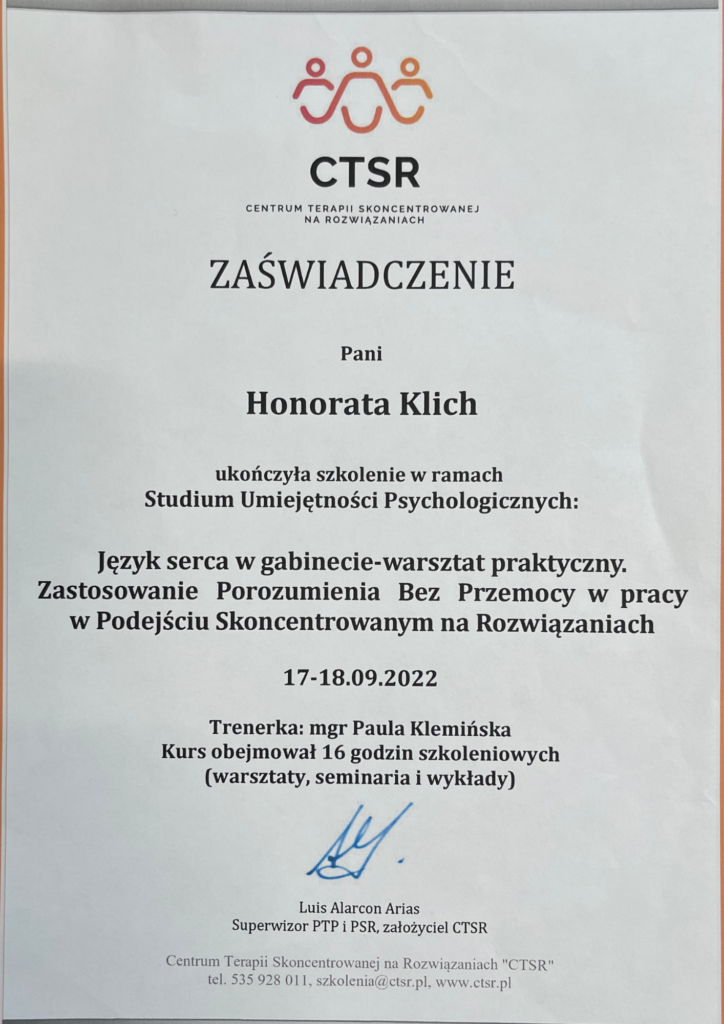 CTSR
CENTRUM TERAPII SKONCENTROWANEJ
NA ROZWIĄZANIACH
ZAŚWIADCZENIE
Pani
Honorata Klich
ukończyła szkolenie w ramach
Studium Umiejętności Psychologicznych:
Język serca w gabinecie-warsztat praktyczny.
Zastosowanie Porozumienia Bez Przemocy w pracy
w Podejściu Skoncentrowanym na Rozwiązaniach
17-18.09.2022
Trenerka: mgr Paula Klemińska
Kurs obejmował 16 godzin szkoleniowych
(warsztaty, seminaria i wykłady)
Luis Alarcon Arias
Superwizor PTP i PSR, założyciel CTSR
Centrum Terapii Skoncentrowanej na Rozwiązaniach "CTSR"
tel. 535 928 011, szkolenia@ctsr.pl, www.ctsr.pl